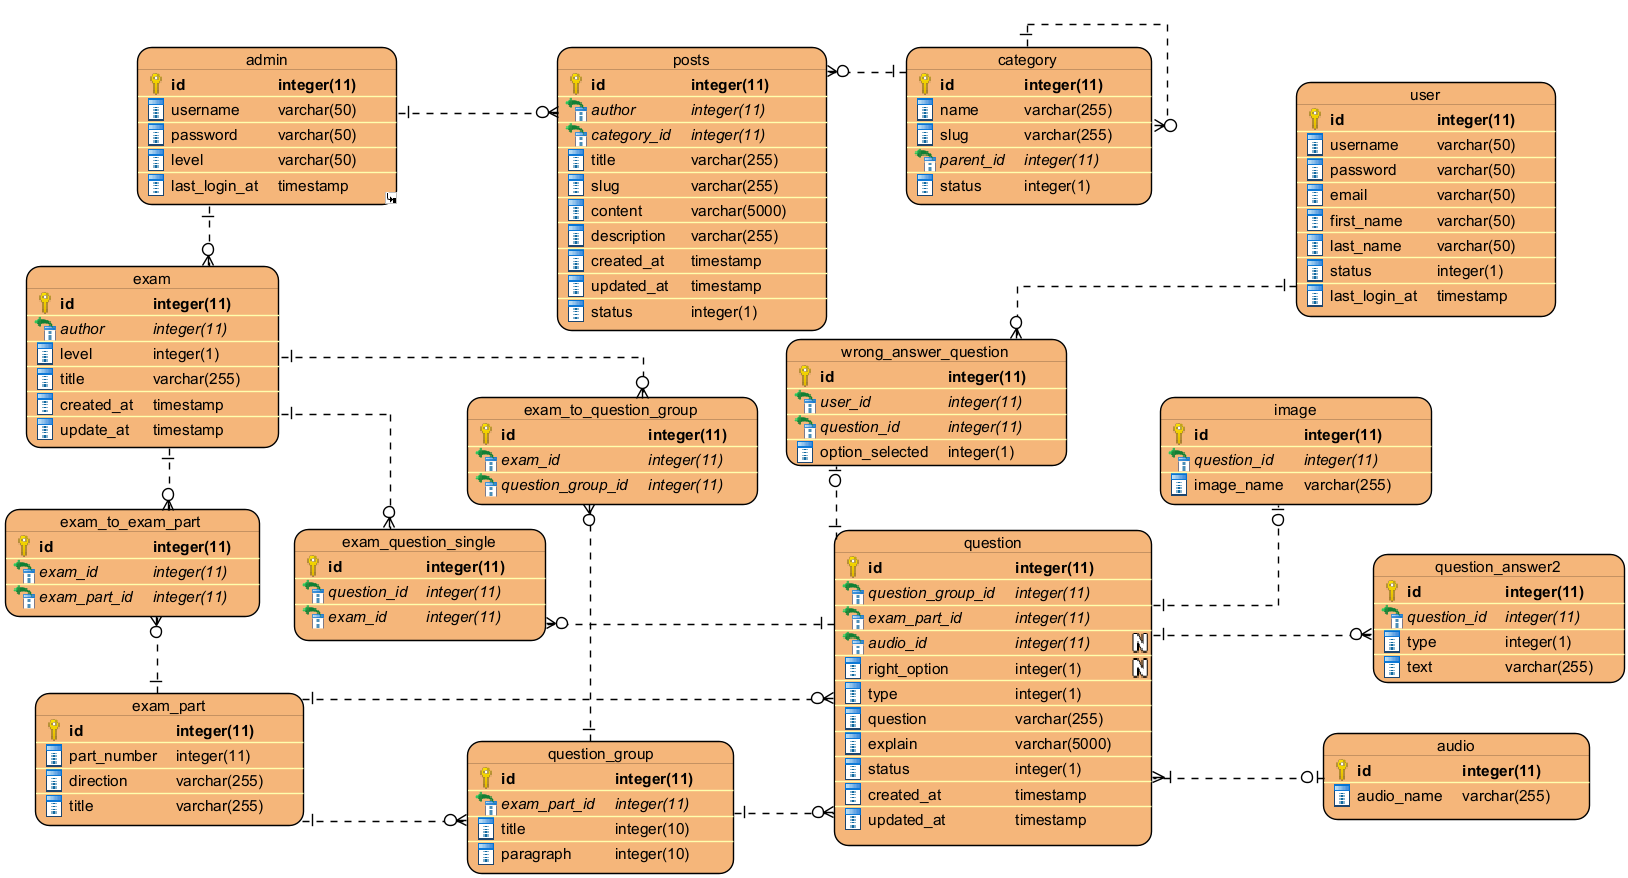 admin
id integer(11)
username varchar(50)
password varchar(50)
level varchar(50)
last_login_at timestamp
posts
id integer(11)
author integer(11)
category_id integer(11)
title varchar(255)
slug varchar(255)
content varchar(5000)
description varchar(255)
created_at timestamp
updated_at timestamp
status integer(1)
category
id integer(11)
name varchar(255)
slug varchar(255)
parent_id integer(11)
status integer(1)
user
id integer(11)
username varchar(50)
password varchar(50)
email varchar(50)
first_name varchar(50)
last_name varchar(50)
status integer(1)
last_login_at timestamp
exam
id integer(11)
author integer(11)
level integer(1)
title varchar(255)
created_at timestamp
update_at timestamp
exam_to_question_group
id integer(11)
exam_id integer(11)
question_group_id integer(11)
wrong_answer_question
id integer(11)
user_id integer(11)
question_id integer(11)
option_selected integer(1)
image
id integer(11)
question_id integer(11)
image_name varchar(255)
exam_to_exam_part
id integer(11)
exam_id integer(11)
exam_part_id integer(11)
exam_question_single
id integer(11)
question_id integer(11)
exam_id integer(11)
question
id integer(11)
question_group_id integer(11)
exam_part_id integer(11)
audio_id integer(11) N
right_option integer(1) N
type integer(1)
question varchar(255)
explain varchar(5000)
status integer(1)
created_at timestamp
updated_at timestamp
question_answer2
id integer(11)
question_id integer(11)
type integer(1)
text varchar(255)
exam_part
id integer(11)
part_number integer(11)
direction varchar(255)
title varchar(255)
question_group
id integer(11)
exam_part_id integer(11)
title integer(10)
paragraph integer(10)
audio
id integer(11)
audio_name varchar(255)